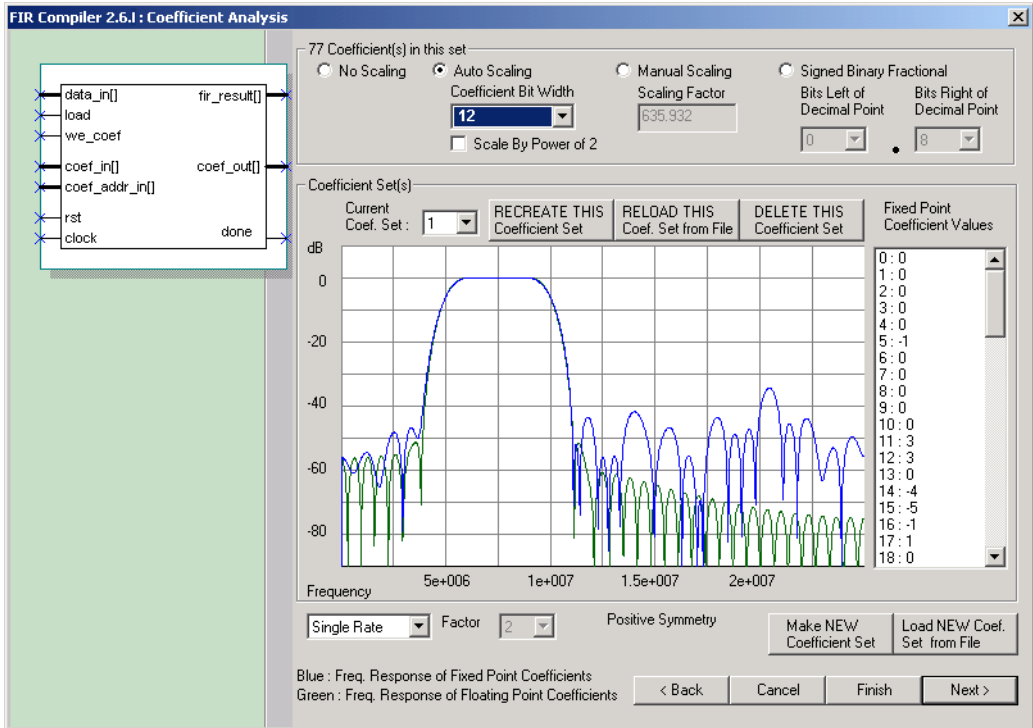 FIR Compiler 2.6.I : Coefficient Analysis
data_in[]
fir_result[]
load
we_coef
coef_in[]
coef_out[]
coef_addr_in[]
rst
done
clock
77 Coefficient(s) in this set
No Scaling
Auto Scaling
Manual Scaling
Signed Binary Fractional
Coefficient Bit Width
Scaling Factor
Bits Left of
Decimal Point
Bits Right of
Decimal Point
12
635.932
0
8
Scale By Power of 2
Coefficient Set(s)
Current
Coef. Set :
1
RECREATE THIS
Coefficient Set
RELOAD THIS
Coef. Set from File
DELETE THIS
Coefficient Set
Fixed Point
Coefficient Values
dB
0
-20
-40
-60
-80
0 : 0
1 : 0
2 : 0
3 : 0
4 : 0
5 : -1
6 : 0
7 : 0
8 : 0
9 : 0
10 : 0
11 : 3
12 : 3
13 : 0
14 : -4
15 : -5
16 : -1
17 : 1
18 : 0
5e+006
1e+007
1.5e+007
2e+007
Frequency
Single Rate
Factor
2
Positive Symmetry
Make NEW
Coefficient Set
Load NEW Coef.
Set from File
Blue : Freq. Response of Fixed Point Coefficients
Green : Freq. Response of Floating Point Coefficients
< Back
Cancel
Finish
Next >